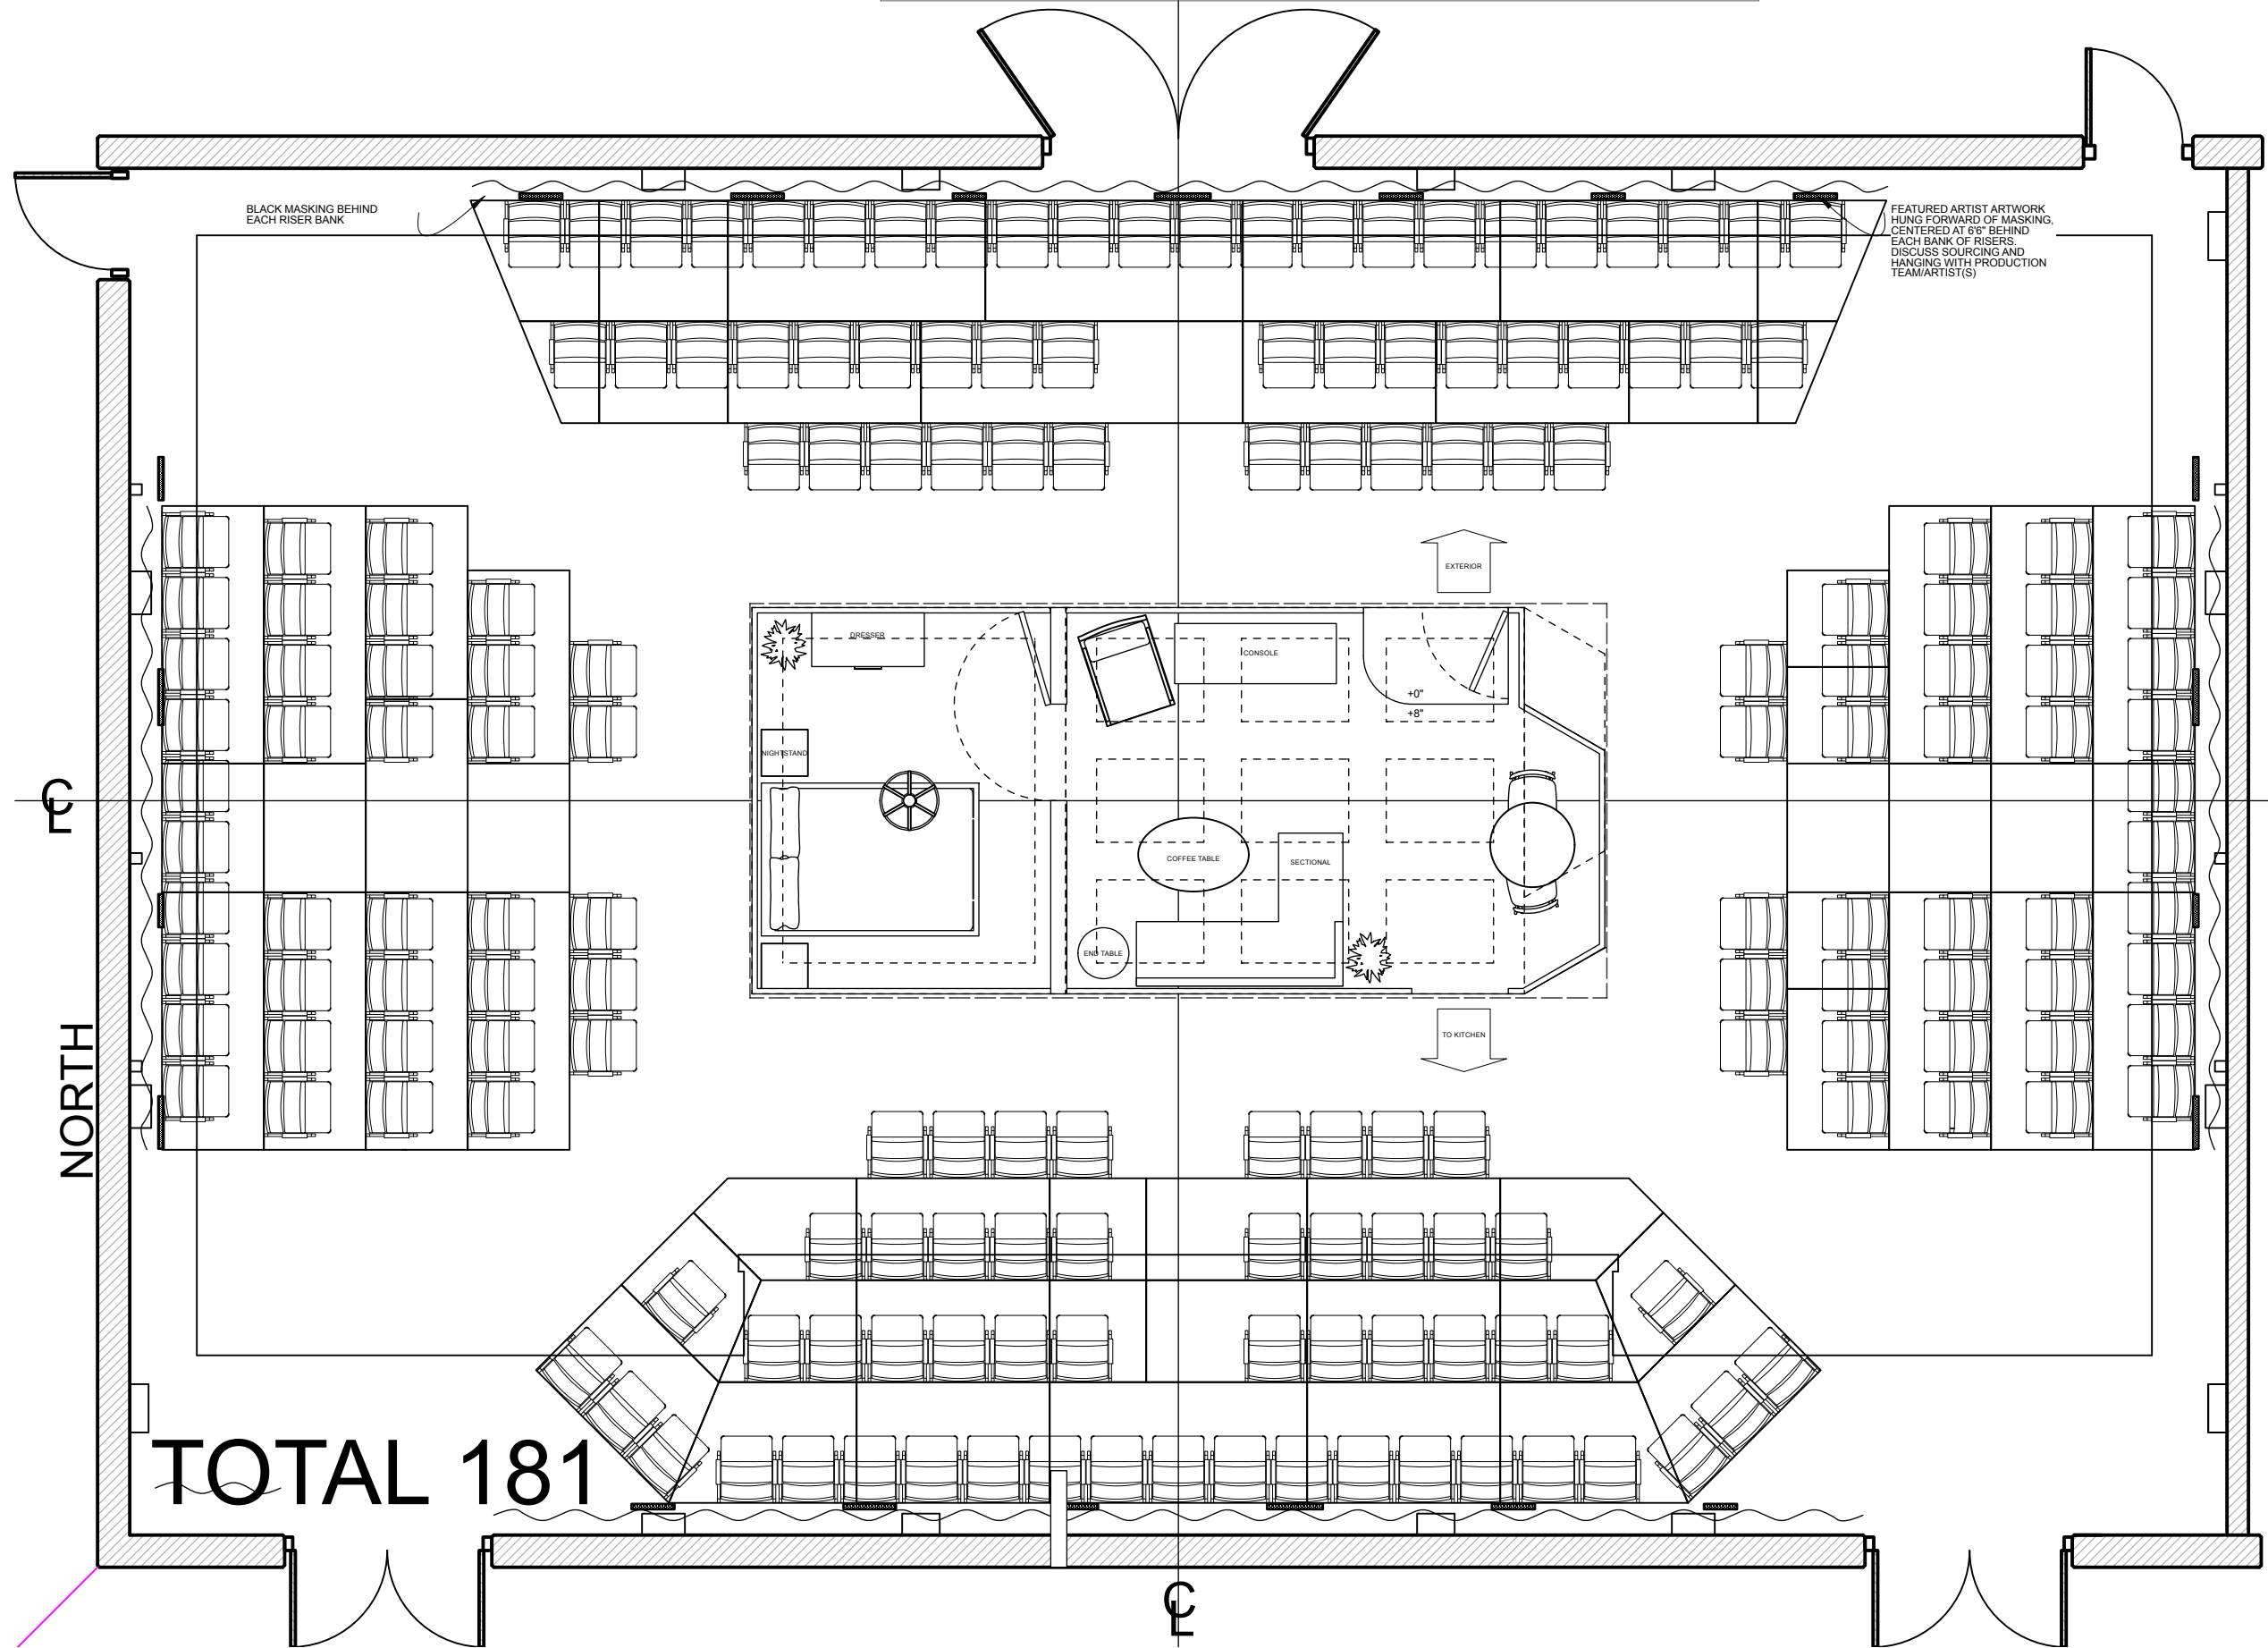 BLACK MASKING BEHIND
EACH RISER BANK
FEATURED ARTIST ARTWORK
HUNG FORWARD OF MASKING,
CENTERED AT 6'6" BEHIND
EACH BANK OF RISERS.
DISCUSS SOURCING AND
HANGING WITH PRODUCTION
TEAM/ARTIST(S)
EXTERIOR
DRESSER
CONSOLE
+0"
+8"
NIGHTSTAND
CL
COFFEE TABLE
SECTIONAL
END TABLE
TO KITCHEN
NORTH
TOTAL 181
CL